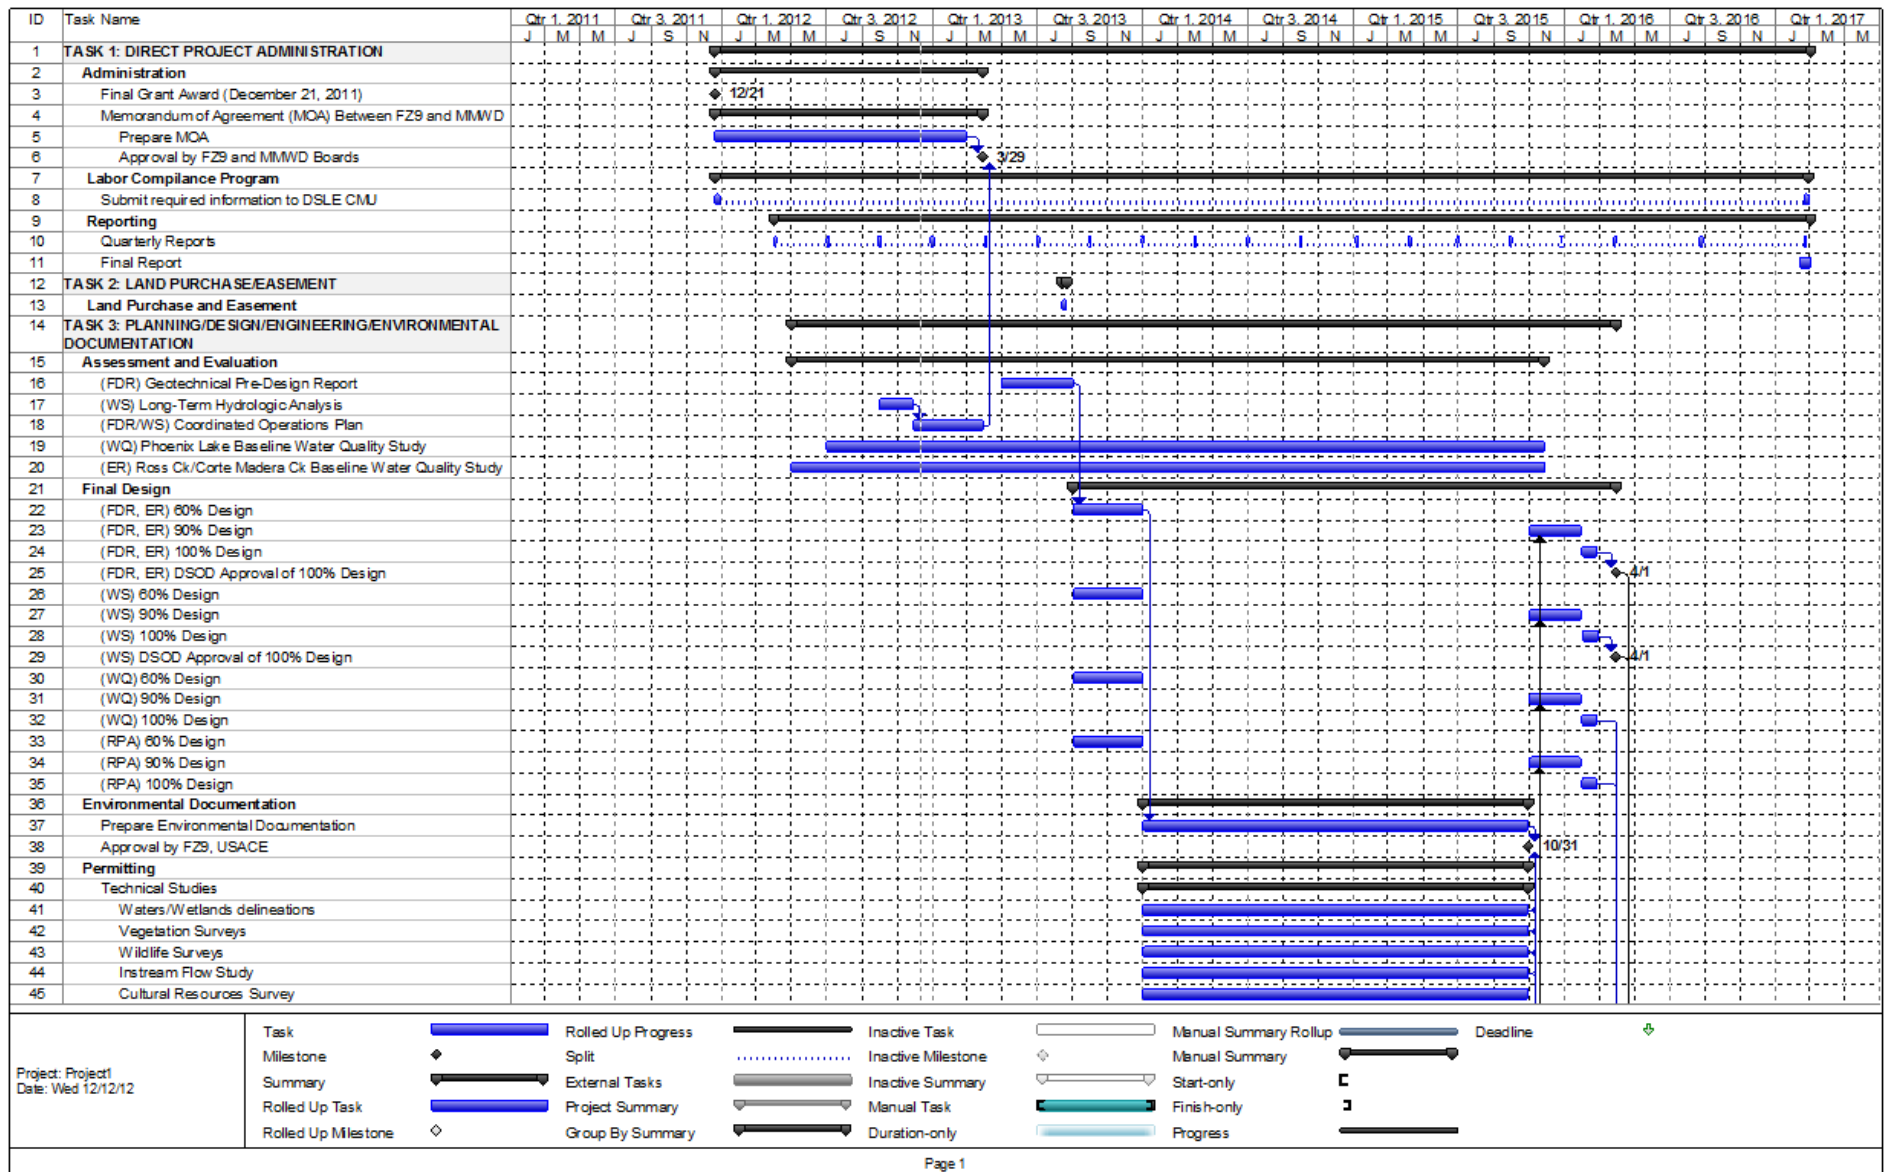 ID Task Name Qtr 1, 2011 Qtr 3, 2011 Qtr 1, 2012 Qtr 3, 2012 Qtr 1, 2013 Qtr 3, 2013 Qtr 1, 2014 Qtr 3, 2014 Qtr 1, 2015 Qtr 3, 2015 Qtr 1, 2016 Qtr 3, 2016 Qtr 1, 2017
J M M J S N J M M J S N J M M J S N J M M J S N J M M J S N J M M J S N J M M
1 TASK 1: DIRECT PROJECT ADMINISTRATION
2 Administration
3 Final Grant Award (December 21, 2011) 12/21
4 Memorandum of Agreement (MOA) Between FZ9 and MMWD
5 Prepare MOA
6 Approval by FZ9 and MMWD Boards 3/29
7 Labor Compliance Program
8 Submit required information to DSLE CMU
9 Reporting
10 Quarterly Reports
11 Final Report
12 TASK 2: LAND PURCHASE/EASEMENT
13 Land Purchase and Easement
14 TASK 3: PLANNING/DESIGN/ENGINEERING/ENVIRONMENTAL
DOCUMENTATION
15 Assessment and Evaluation
16 (FDR) Geotechnical Pre-Design Report
17 (WS) Long-Term Hydrologic Analysis
18 (FDR/WS) Coordinated Operations Plan
19 (WQ) Phoenix Lake Baseline Water Quality Study
20 (ER) Ross Ck/Corte Madera Ck Baseline Water Quality Study
21 Final Design
22 (FDR, ER) 60% Design
23 (FDR, ER) 90% Design
24 (FDR, ER) 100% Design
25 (FDR, ER) DSOD Approval of 100% Design 4/1
26 (WS) 60% Design
27 (WS) 90% Design
28 (WS) 100% Design
29 (WS) DSOD Approval of 100% Design 4/1
30 (WQ) 60% Design
31 (WQ) 90% Design
32 (WQ) 100% Design
33 (RPA) 60% Design
34 (RPA) 90% Design
35 (RPA) 100% Design
36 Environmental Documentation
37 Prepare Environmental Documentation
38 Approval by FZ9, USACE 10/31
39 Permitting
40 Technical Studies
41 Waters/Wetlands delineations
42 Vegetation Surveys
43 Wildlife Surveys
44 Instream Flow Study
45 Cultural Resources Survey
Project: Project1
Date: Wed 12/12/12
Task Rolled Up Progress Inactive Task Manual Summary Rollup Deadline
Milestone Split Inactive Milestone Manual Summary
Summary External Tasks Inactive Summary Start-only
Rolled Up Task Project Summary Manual Task Finish-only
Rolled Up Milestone Group By Summary Duration-only Progress
Page 1